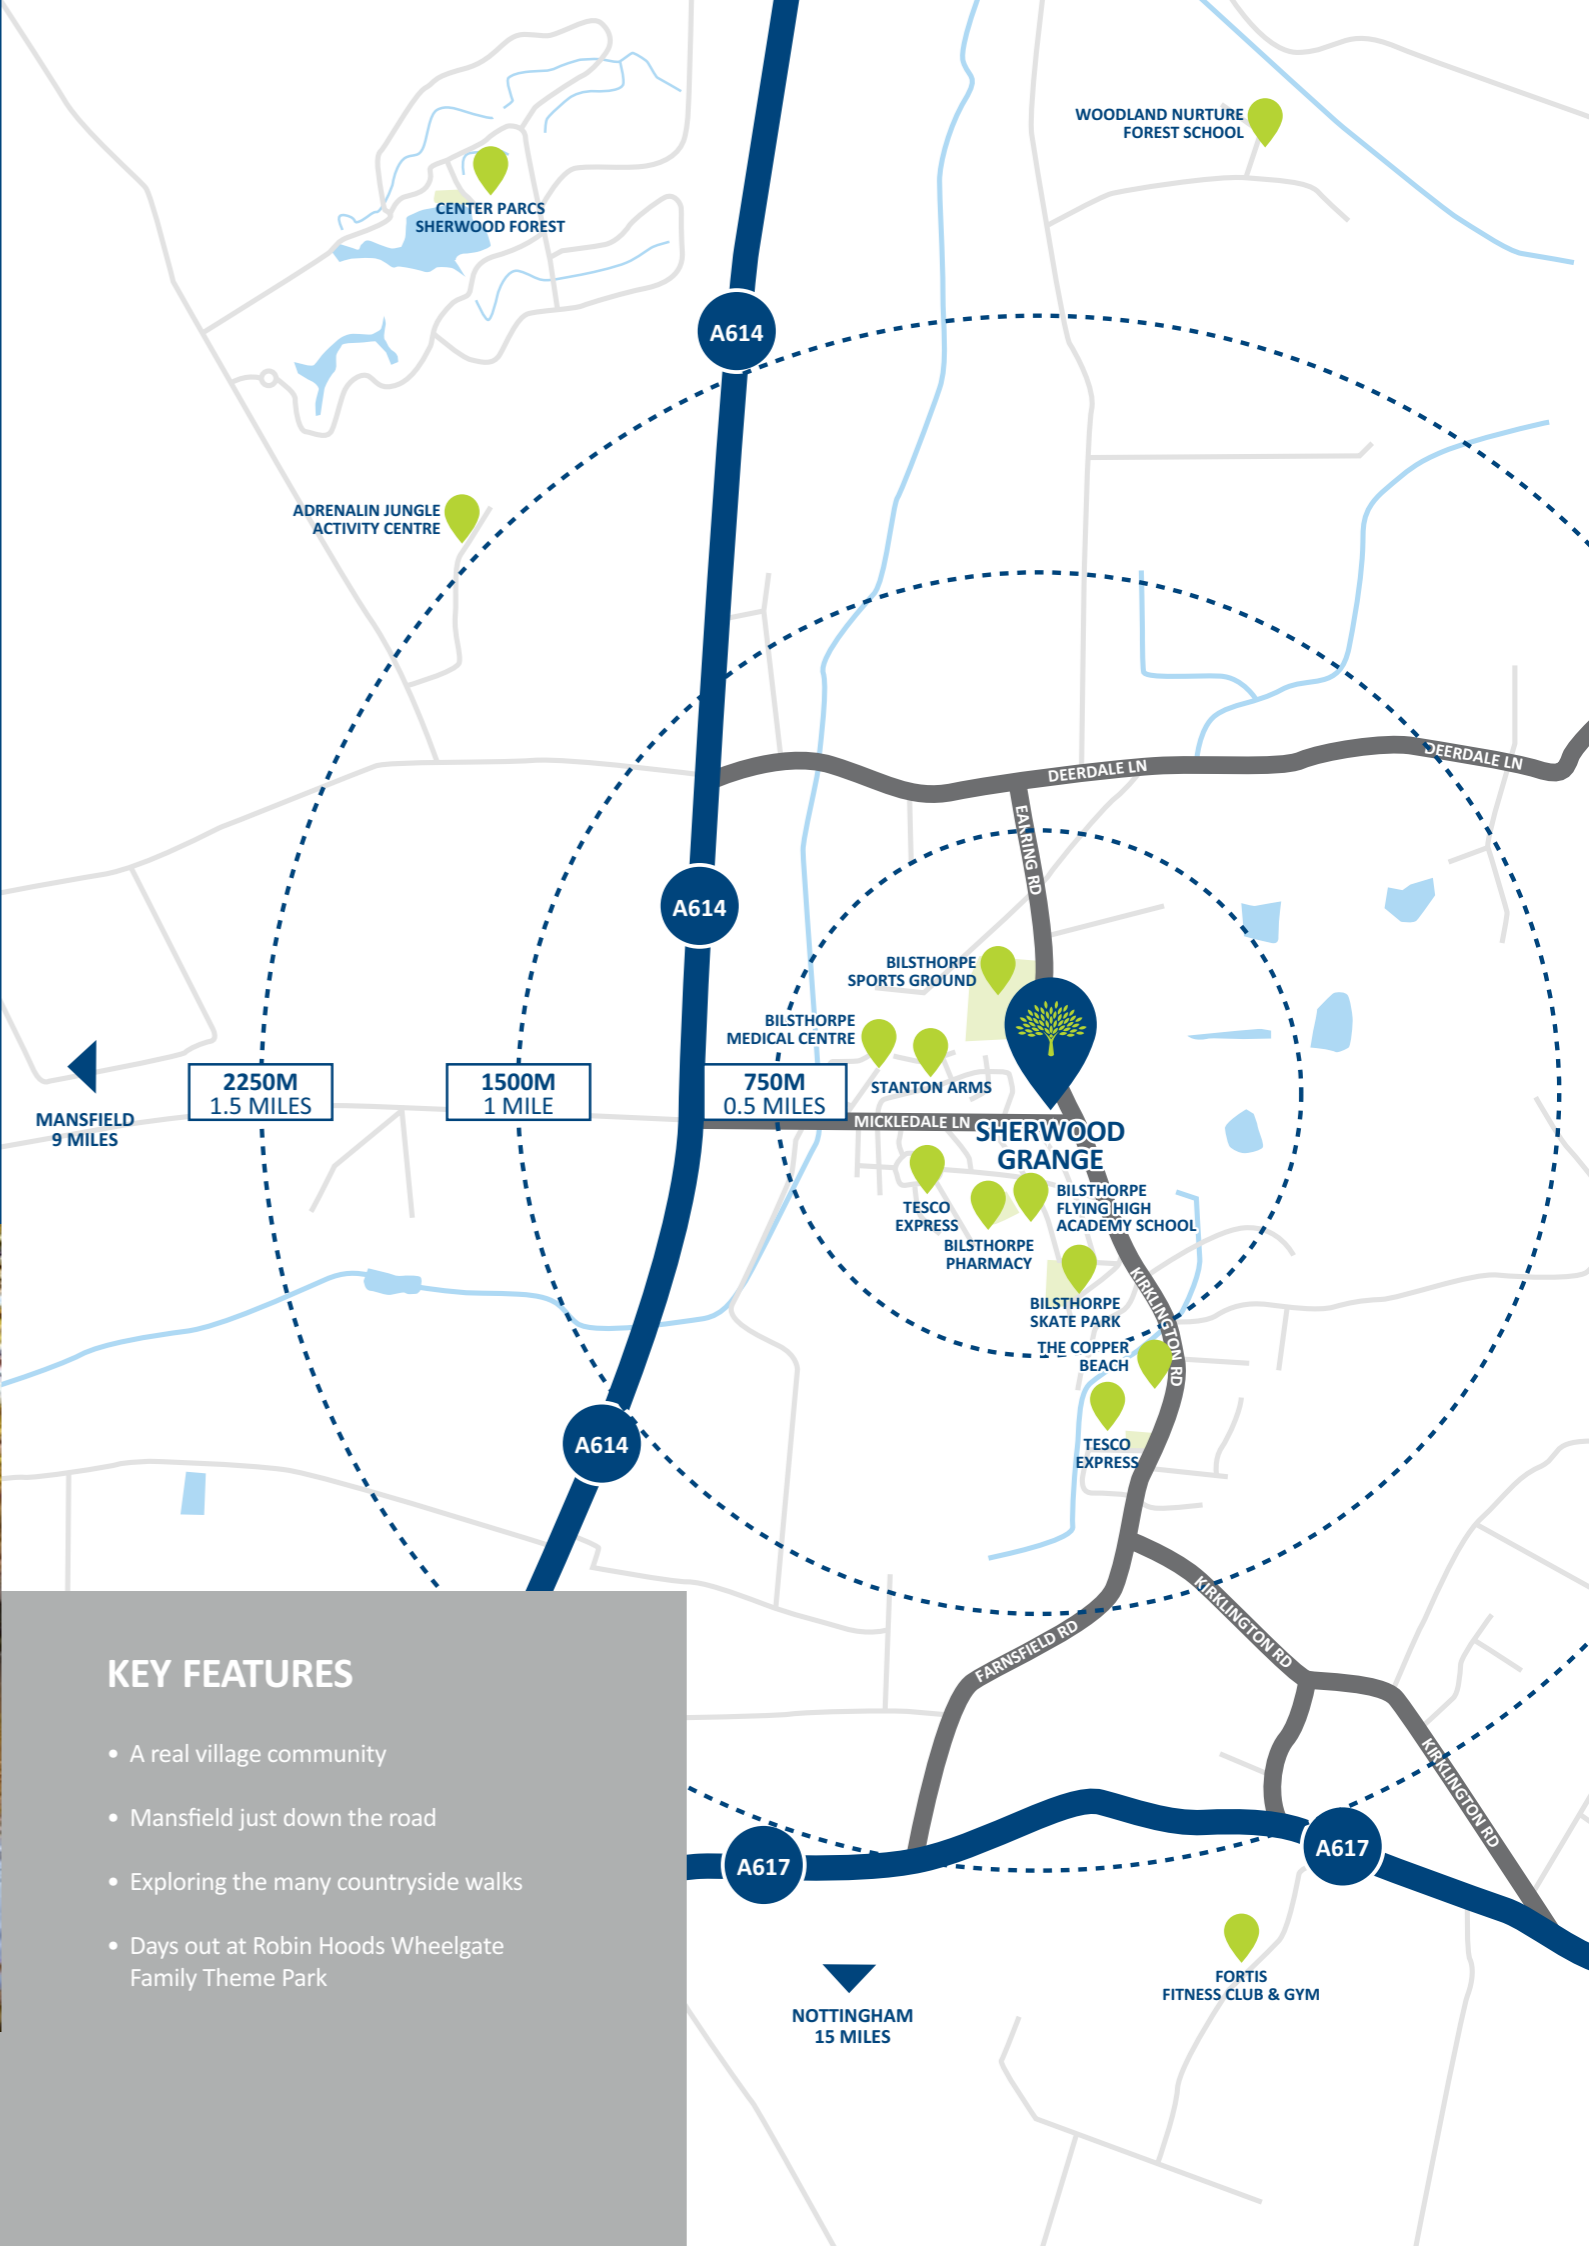 WOODLAND NURTURE
FOREST SCHOOL
CENTER PARCS
SHERWOOD FOREST
A614
ADRENALIN JUNGLE
ACTIVITY CENTRE
DEERDALE LN
DEERDALE LN
EAKRING RD
A614
BILSTHORPE
SPORTS GROUND
BILSTHORPE
MEDICAL CENTRE
STANTON ARMS
2250M
1.5 MILES
1500M
1 MILE
750M
0.5 MILES
MANSFIELD
9 MILES
MICKLEDALE LN
SHERWOOD
GRANGE
TESCO
EXPRESS
BILSTHORPE
PHARMACY
BILSTHORPE
FLYING HIGH
ACADEMY SCHOOL
BILSTHORPE
SKATE PARK
KIRKLINGTON RD
THE COPPER
BEACH
TESCO
EXPRESS
A614
KIRKLINGTON RD
FARNSFIELD RD
KIRKLINGTON RD
A617
A617
FORTIS
FITNESS CLUB & GYM
NOTTINGHAM
15 MILES
KEY FEATURES
• A real village community
• Mansfield just down the road
• Exploring the many countryside walks
• Days out at Robin Hoods Wheelgate
Family Theme Park